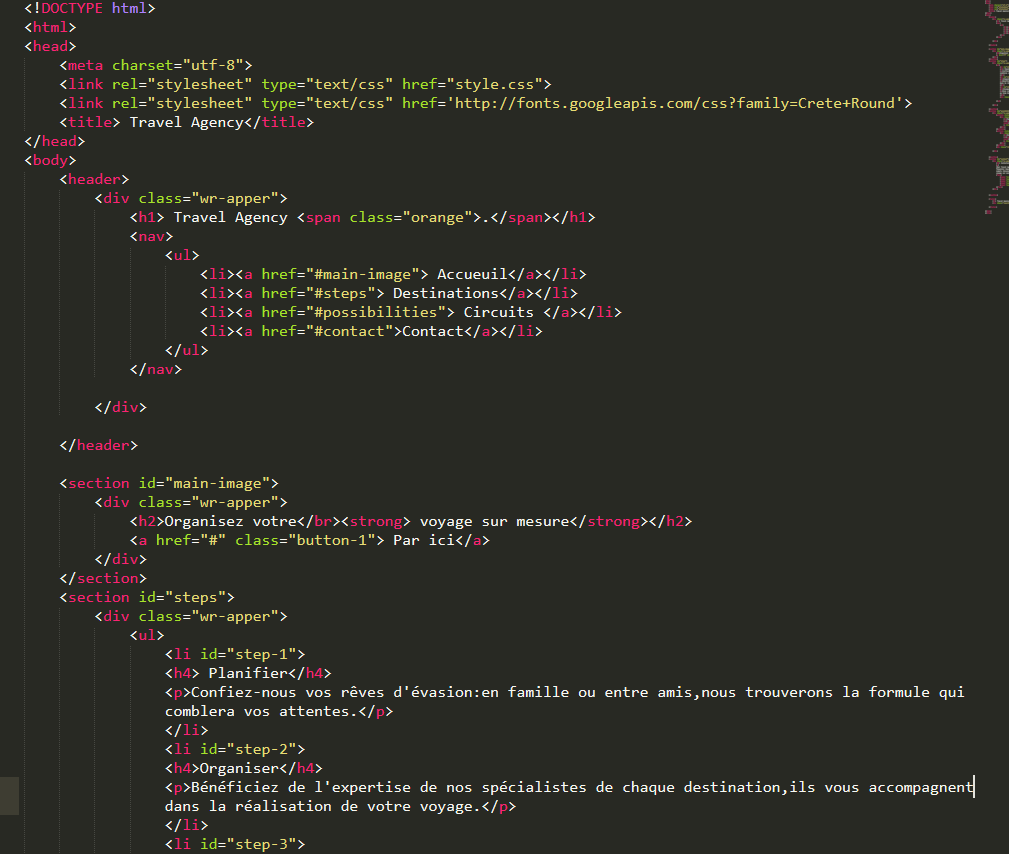 <!DOCTYPE html>
<html>
<head>
    <meta charset="utf-8">
    <link rel="stylesheet" type="text/css" href="style.css">
    <link rel="stylesheet" type="text/css" href='http://fonts.googleapis.com/css?family=Crete+Round'>
    <title> Travel Agency</title>
</head>
<body>
    <header>
        <div class="wr-apper">
            <h1> Travel Agency <span class="orange">.</span></h1>
            <nav>
                <ul>
                    <li><a href="#main-image"> Accueuil</a></li>
                    <li><a href="#steps"> Destinations</a></li>
                    <li><a href="#possibilities"> Circuits </a></li>
                    <li><a href="#contact">Contact</a></li>
                </ul>
            </nav>

        </div>

    </header>

    <section id="main-image">
        <div class="wr-apper">
            <h2>Organisez votre</br><strong> voyage sur mesure</strong></h2>
            <a href="#" class="button-1"> Par ici</a>
        </div>
    </section>
    <section id="steps">
        <div class="wr-apper">
            <ul>
                <li id="step-1">
                <h4> Planifier</h4>
                <p>Confiez-nous vos rêves d'évasion:en famille ou entre amis,nous trouverons la formule qui
                comblera vos attentes.</p>
                </li>
                <li id="step-2">
                <h4>Organiser</h4>
                <p>Bénéficiez de l'expertise de nos spécialistes de chaque destination,ils vous accompagnent
                dans la réalisation de votre voyage.</p>
                </li>
                <li id="step-3">